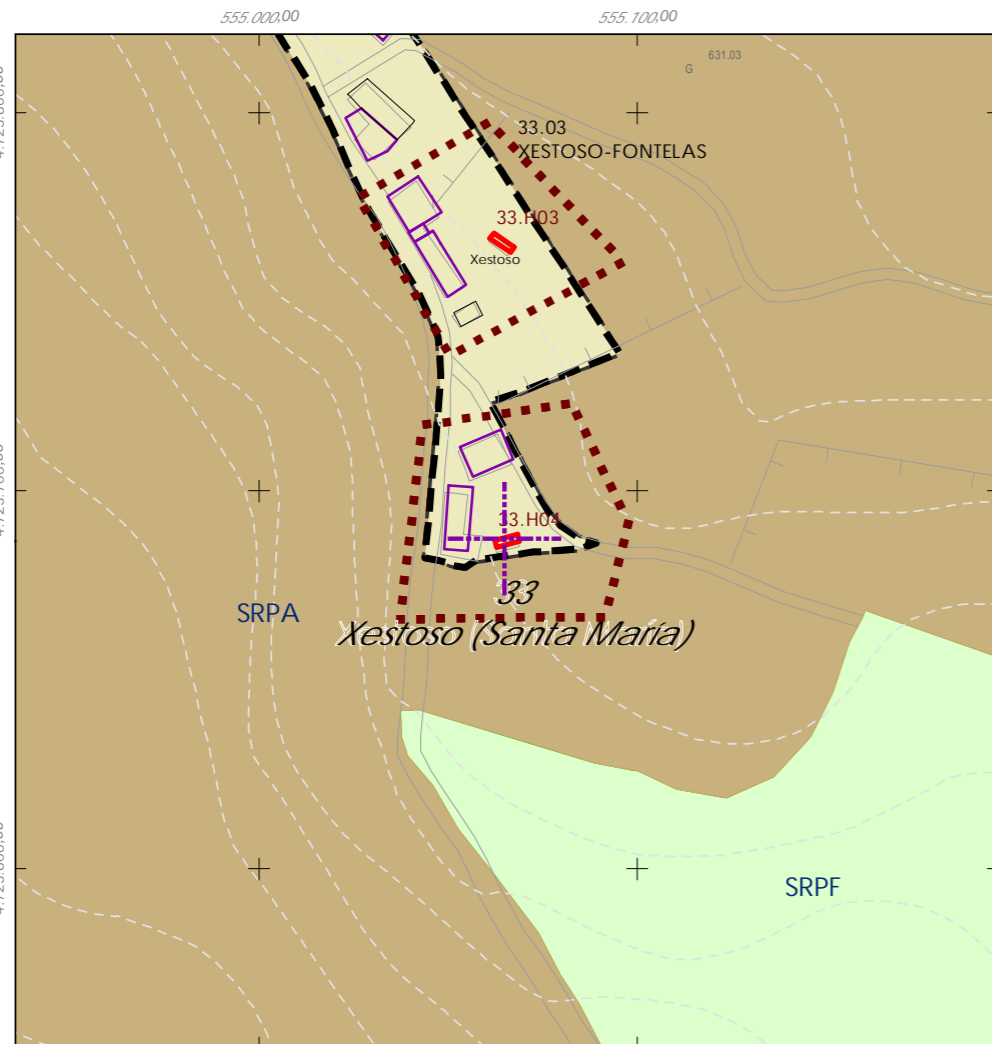 555.000,00
555.100,00
631.03
G
33.03
XESTOSO-FONTELAS
33.H03
Xestoso
33.H04
33
Xestoso (Santa María)
SRPA
SRPF